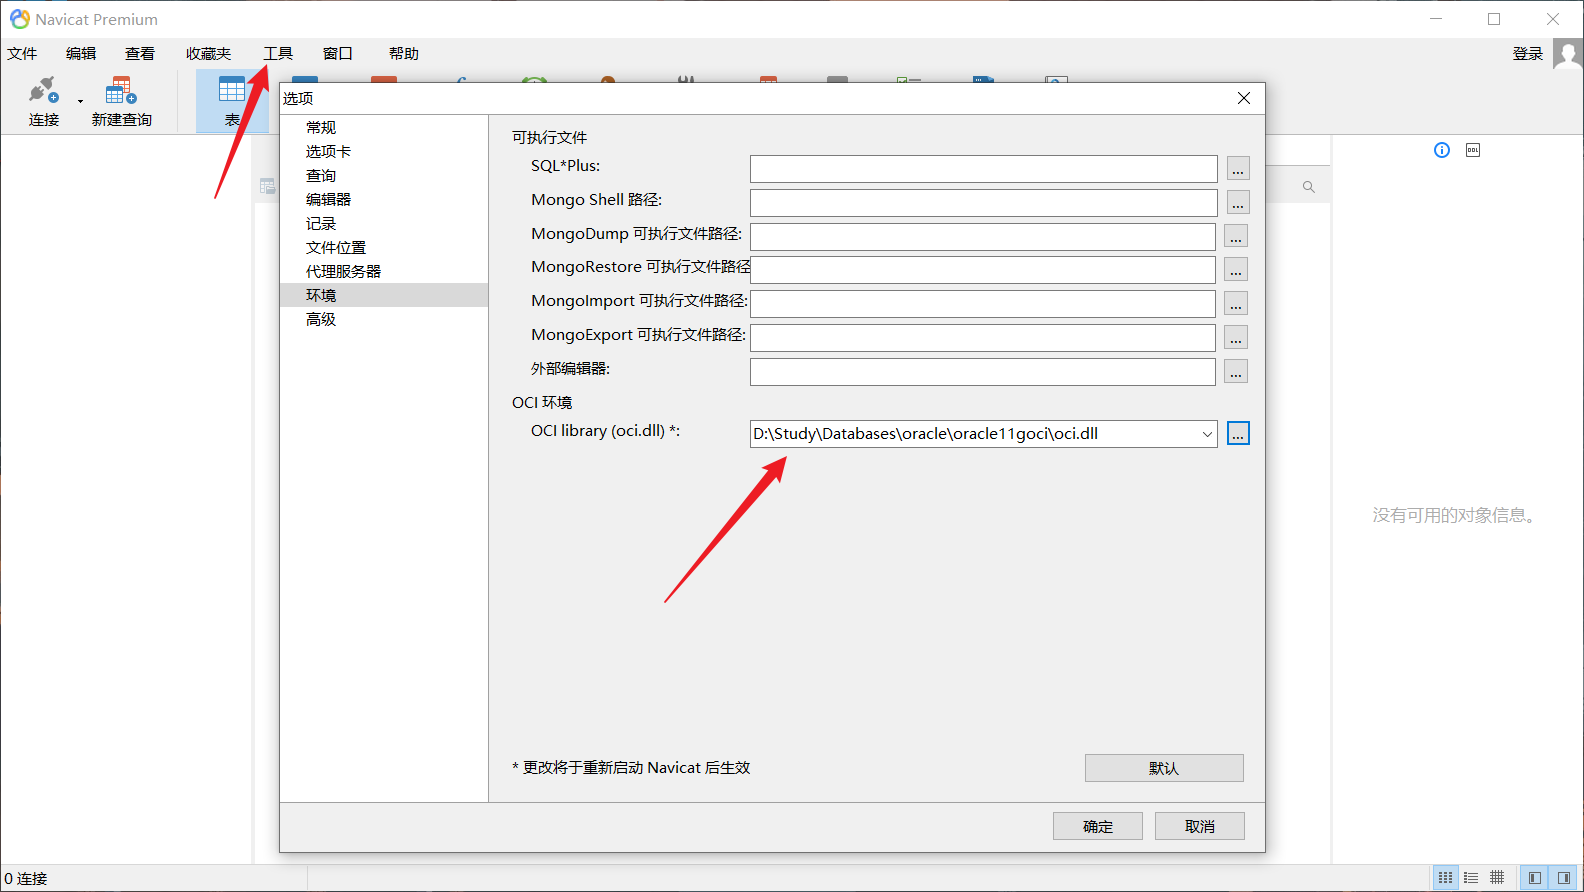 Navicat Premium
文件 编辑 查看 收藏夹 工具 窗口 帮助 登录
连接 新建查询 表
选项
常规
选项卡
查询
编辑器
记录
文件位置
代理服务器
环境
高级
可执行文件
SQL*Plus: ...
Mongo Shell 路径: ...
MongoDump 可执行文件路径: ...
MongoRestore 可执行文件路径 ...
MongoImport 可执行文件路径: ...
MongoExport 可执行文件路径: ...
外部编辑器: ...
OCI 环境
OCI library (oci.dll) *: D:\Study\Databases\oracle\oracle11goci\oci.dll ...
没有可用的对象信息。
* 更改将于重新启动 Navicat 后生效 默认
确定 取消
0 连接